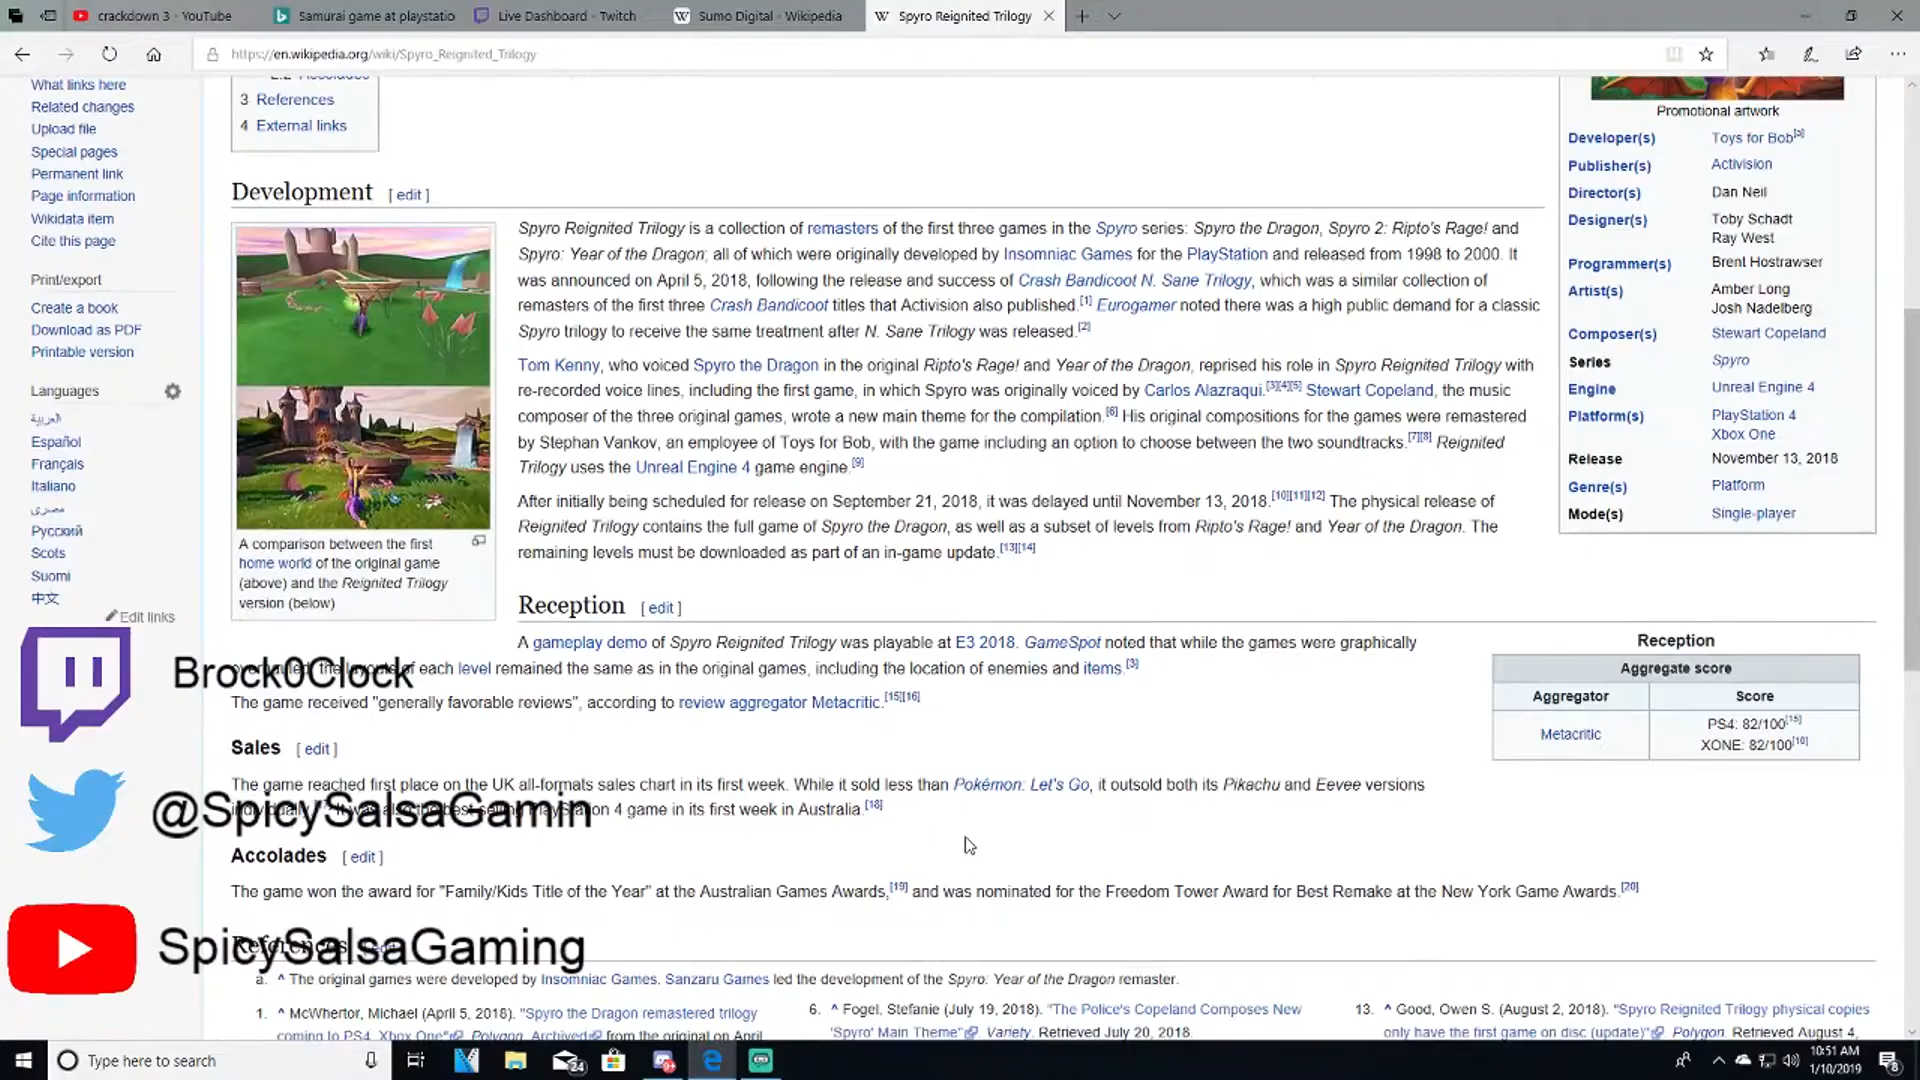 crackdown 3 - YouTube
Samurai game at playstatio
Live Dashboard - Twitch
Sumo Digital - Wikipedia
Spyro Reignited Trilogy
https://en.wikipedia.org/wiki/Spyro_Reignited_Trilogy
What links here
Related changes
Upload file
Special pages
Permanent link
Page information
Wikidata item
Cite this page
Print/export
Create a book
Download as PDF
Printable version
Languages
العربية
Español
Français
Italiano
مصرى
Русский
Scots
Suomi
中文
Edit links
2.2 Accolades
3 References
4 External links
Development [ edit ]
A comparison between the first
home world of the original game
(above) and the Reignited Trilogy
version (below)
Spyro Reignited Trilogy is a collection of remasters of the first three games in the Spyro series: Spyro the Dragon, Spyro 2: Ripto's Rage! and
Spyro: Year of the Dragon; all of which were originally developed by Insomniac Games for the PlayStation and released from 1998 to 2000. It
was announced on April 5, 2018, following the release and success of Crash Bandicoot N. Sane Trilogy, which was a similar collection of
remasters of the first three Crash Bandicoot titles that Activision also published.[1] Eurogamer noted there was a high public demand for a classic
Spyro trilogy to receive the same treatment after N. Sane Trilogy was released.[2]
Tom Kenny, who voiced Spyro the Dragon in the original Ripto's Rage! and Year of the Dragon, reprised his role in Spyro Reignited Trilogy with
re-recorded voice lines, including the first game, in which Spyro was originally voiced by Carlos Alazraqui.[3][4][5] Stewart Copeland, the music
composer of the three original games, wrote a new main theme for the compilation.[6] His original compositions for the games were remastered
by Stephan Vankov, an employee of Toys for Bob, with the game including an option to choose between the two soundtracks.[7][8] Reignited
Trilogy uses the Unreal Engine 4 game engine.[9]
After initially being scheduled for release on September 21, 2018, it was delayed until November 13, 2018.[10][11][12] The physical release of
Reignited Trilogy contains the full game of Spyro the Dragon, as well as a subset of levels from Ripto's Rage! and Year of the Dragon. The
remaining levels must be downloaded as part of an in-game update.[13][14]
Promotional artwork
Developer(s) Toys for Bob[a]
Publisher(s) Activision
Director(s) Dan Neil
Designer(s) Toby Schadt
Ray West
Programmer(s) Brent Hostrawser
Artist(s) Amber Long
Josh Nadelberg
Composer(s) Stewart Copeland
Series Spyro
Engine Unreal Engine 4
Platform(s) PlayStation 4
Xbox One
Release November 13, 2018
Genre(s) Platform
Mode(s) Single-player
Reception [ edit ]
A gameplay demo of Spyro Reignited Trilogy was playable at E3 2018. GameSpot noted that while the games were graphically
overhauled, the layouts of each level remained the same as in the original games, including the location of enemies and items.[3]
The game received "generally favorable reviews", according to review aggregator Metacritic.[15][16]
Reception
Aggregate score
Aggregator Score
Metacritic PS4: 82/100[15]
XONE: 82/100[16]
Sales [ edit ]
The game reached first place on the UK all-formats sales chart in its first week. While it sold less than Pokémon: Let's Go, it outsold both its Pikachu and Eevee versions
individually. It was also the best-selling PlayStation 4 game in its first week in Australia.[18]
Accolades [ edit ]
The game won the award for "Family/Kids Title of the Year" at the Australian Games Awards,[19] and was nominated for the Freedom Tower Award for Best Remake at the New York Game Awards.[20]
References [ edit ]
a. ^ The original games were developed by Insomniac Games. Sanzaru Games led the development of the Spyro: Year of the Dragon remaster.
1. ^ McWhertor, Michael (April 5, 2018). "Spyro the Dragon remastered trilogy
coming to PS4, Xbox One". Polygon. Archived from the original on April
6. ^ Fogel, Stefanie (July 19, 2018). "The Police's Copeland Composes New
'Spyro' Main Theme". Variety. Retrieved July 20, 2018.
13. ^ Good, Owen S. (August 2, 2018). "Spyro Reignited Trilogy physical copies
only have the first game on disc (update)". Polygon. Retrieved August 4,
Brock0Clock
@SpicySalsaGamin
SpicySalsaGaming
Type here to search
24
10:51 AM
1/10/2019
8